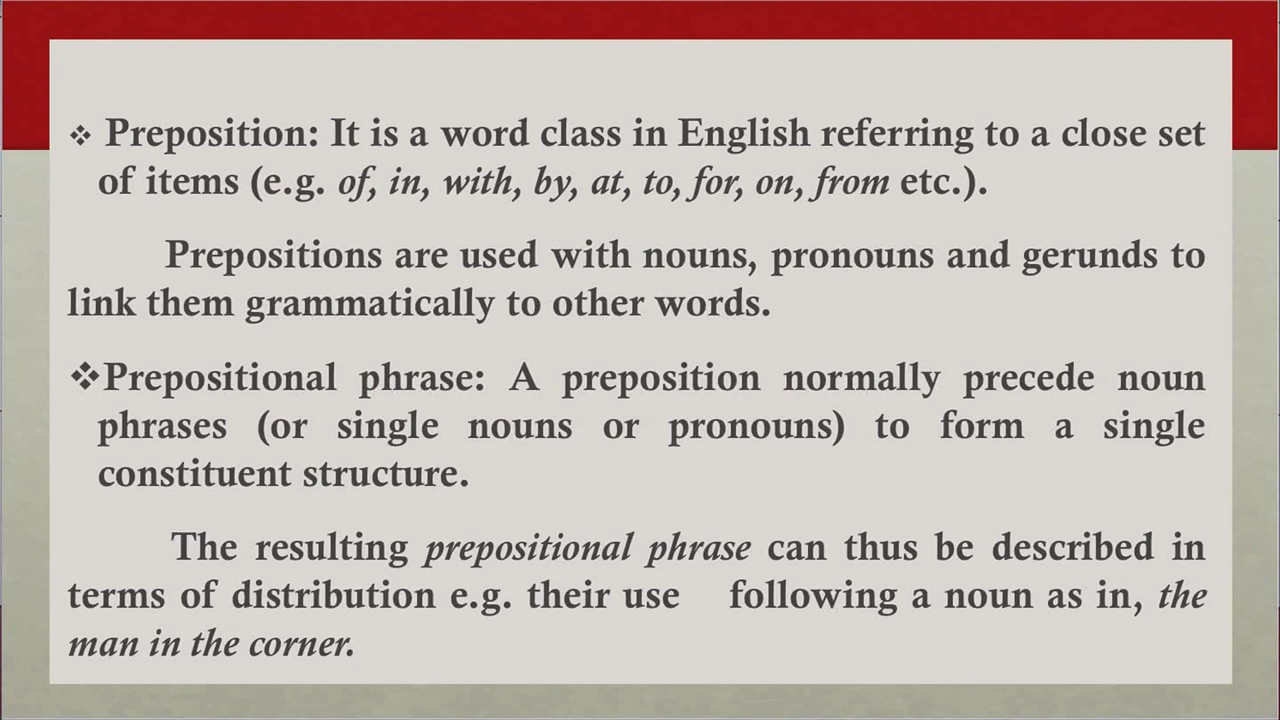 ❖ Preposition: It is a word class in English referring to a close set
of items (e.g. of, in, with, by, at, to, for, on, from etc.).
Prepositions are used with nouns, pronouns and gerunds to
link them grammatically to other words.
❖Prepositional phrase: A preposition normally precede noun
phrases (or single nouns or pronouns) to form a single
constituent structure.
The resulting prepositional phrase can thus be described in
terms of distribution e.g. their use following a noun as in, the
man in the corner.